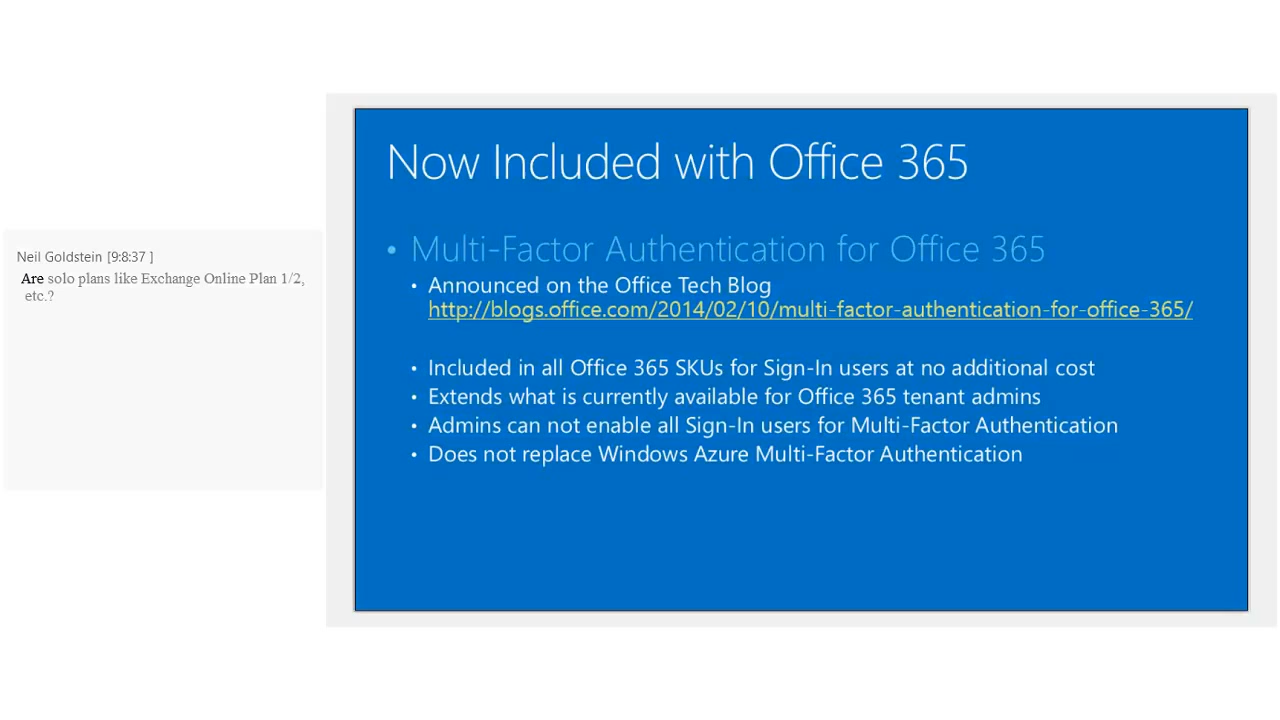 Neil Goldstein [9:8:37 ]
Are solo plans like Exchange Online Plan 1/2,
etc.?
Now Included with Office 365
• Multi-Factor Authentication for Office 365
• Announced on the Office Tech Blog
http://blogs.office.com/2014/02/10/multi-factor-authentication-for-office-365/
• Included in all Office 365 SKUs for Sign-In users at no additional cost
• Extends what is currently available for Office 365 tenant admins
• Admins can not enable all Sign-In users for Multi-Factor Authentication
• Does not replace Windows Azure Multi-Factor Authentication